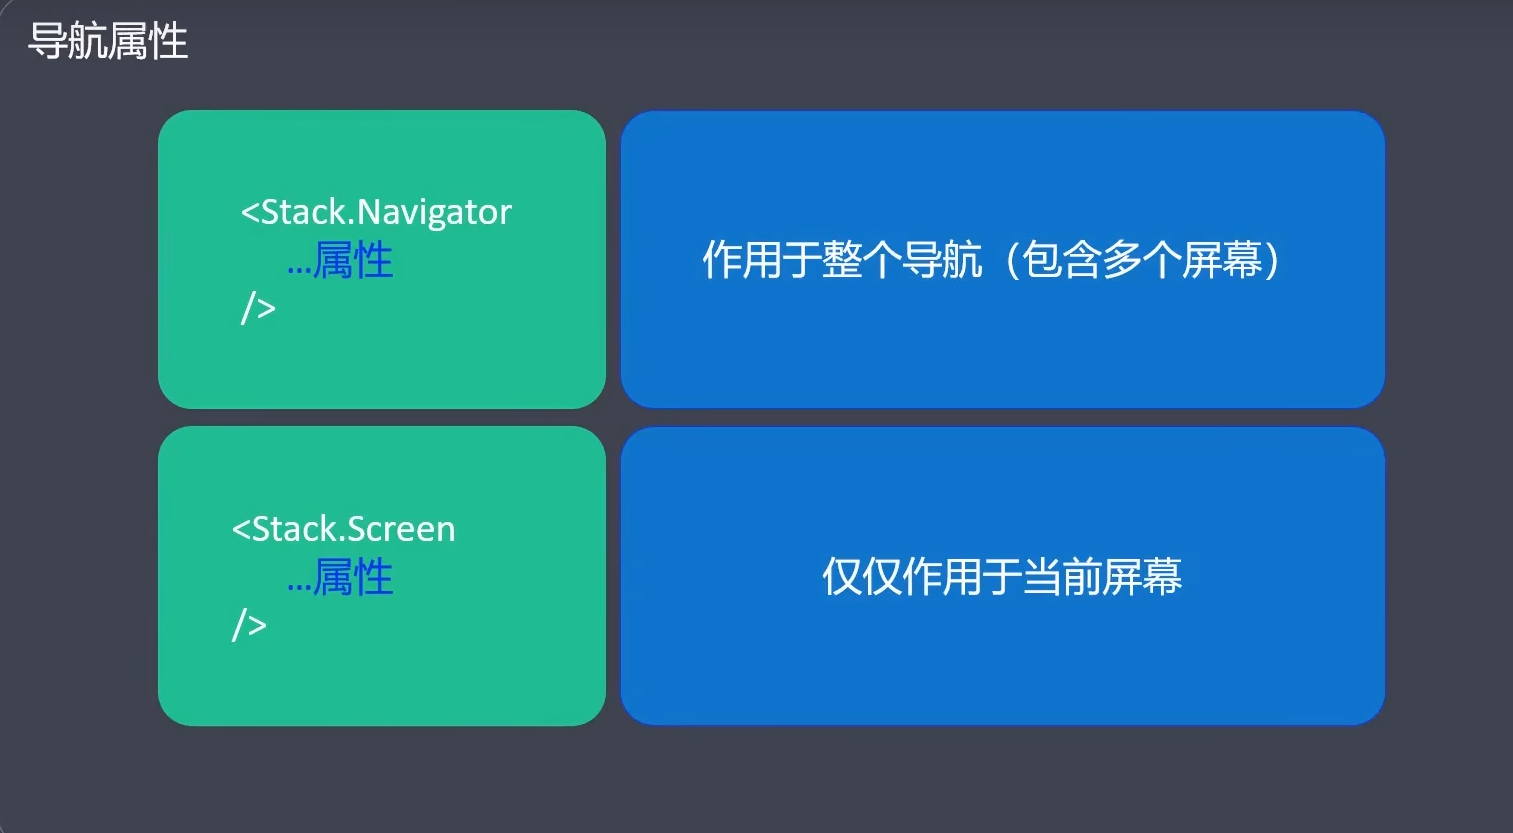 导航属性
<Stack.Navigator
...属性
/>
作用于整个导航（包含多个屏幕）
<Stack.Screen
...属性
/>
仅仅作用于当前屏幕